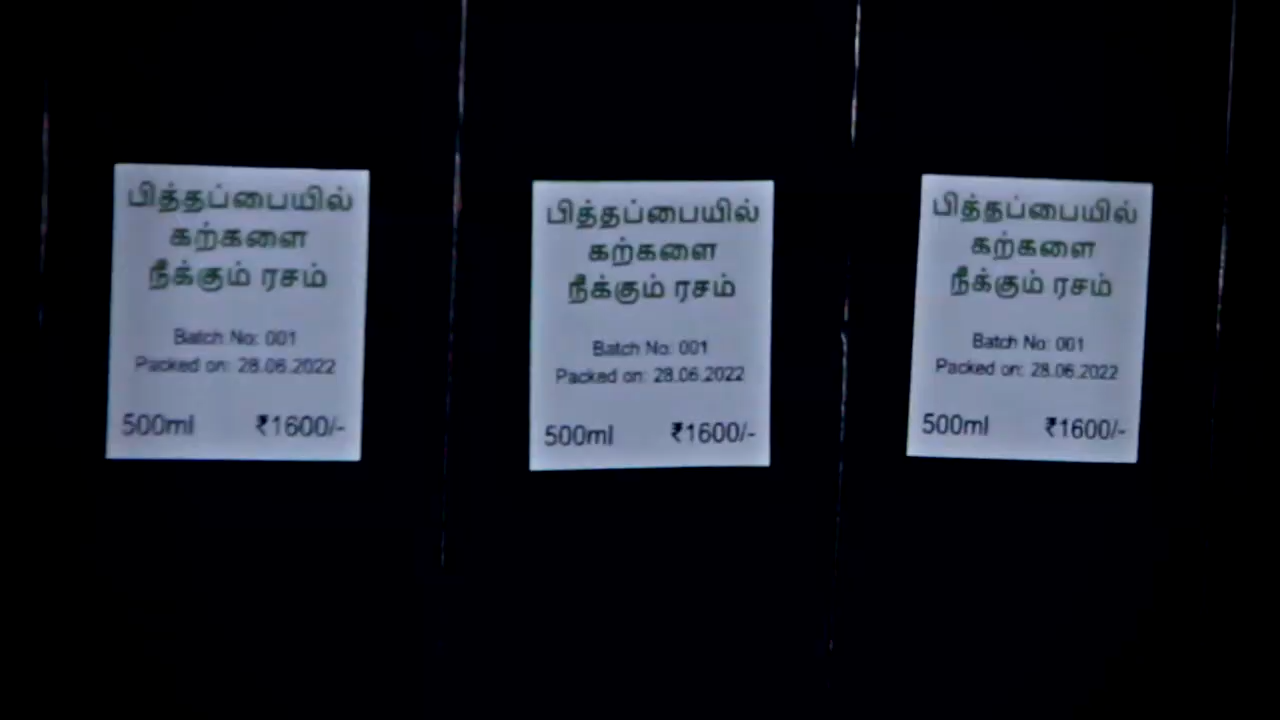 பித்தப்பையில்
கற்களை
நீக்கும் ரசம்
Batch No: 001
Packed on: 28.06.2022
500ml ₹1600/-
பித்தப்பையில்
கற்களை
நீக்கும் ரசம்
Batch No: 001
Packed on: 28.06.2022
500ml ₹1600/-
பித்தப்பையில்
கற்களை
நீக்கும் ரசம்
Batch No: 001
Packed on: 28.06.2022
500ml ₹1600/-